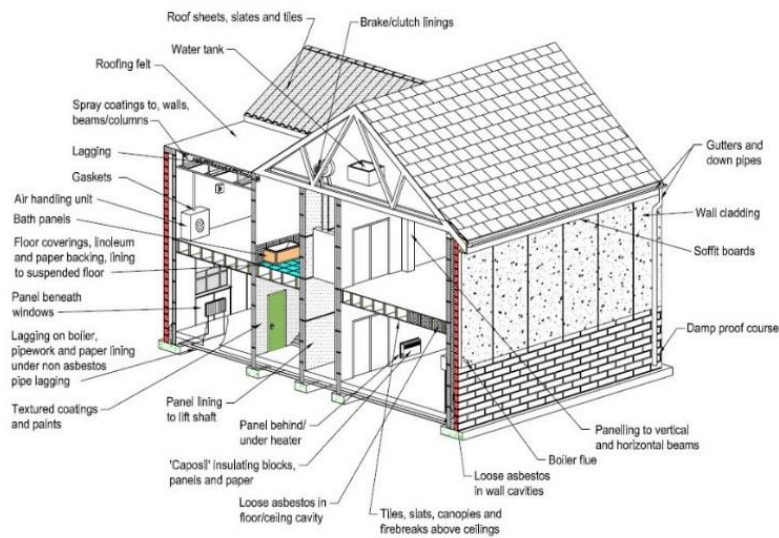 Roof sheets, slates and tiles
Brake/clutch linings
Water tank
Roofing felt
Spray coatings to, walls,
beams/columns
Lagging
Gaskets
Air handling unit
Bath panels
Floor coverings, linoleum
and paper backing, lining
to suspended floor
Panel beneath
windows
Lagging on boiler,
pipework and paper lining
under non asbestos
pipe lagging
Textured coatings
and paints
Panel lining
to lift shaft
Panel behind/
under heater
'Caposil' insulating blocks,
panels and paper
Loose asbestos in
floor/ceiling cavity
Tiles, slats, canopies and
firebreaks above ceilings
Loose asbestos
in wall cavities
Boiler flue
Panelling to vertical
and horizontal beams
Damp proof course
Soffit boards
Wall cladding
Gutters and
down pipes